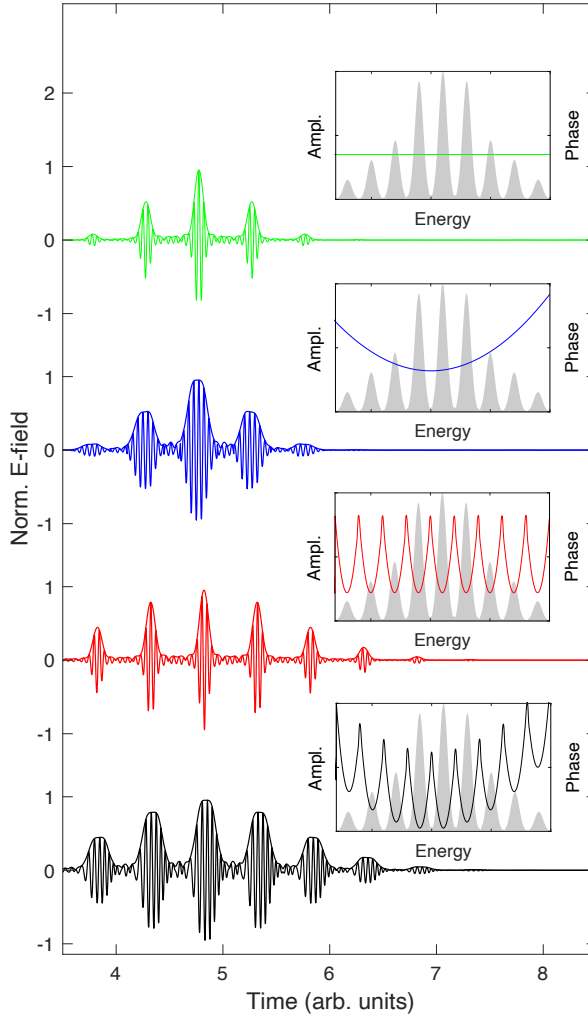 2
1
0
-1
Ampl.
Phase
Energy
1
0
-1
Ampl.
Phase
Energy
1
0
-1
Ampl.
Phase
Energy
1
0
-1
Ampl.
Phase
Energy
Norm. E-field
4 5 6 7 8
Time (arb. units)